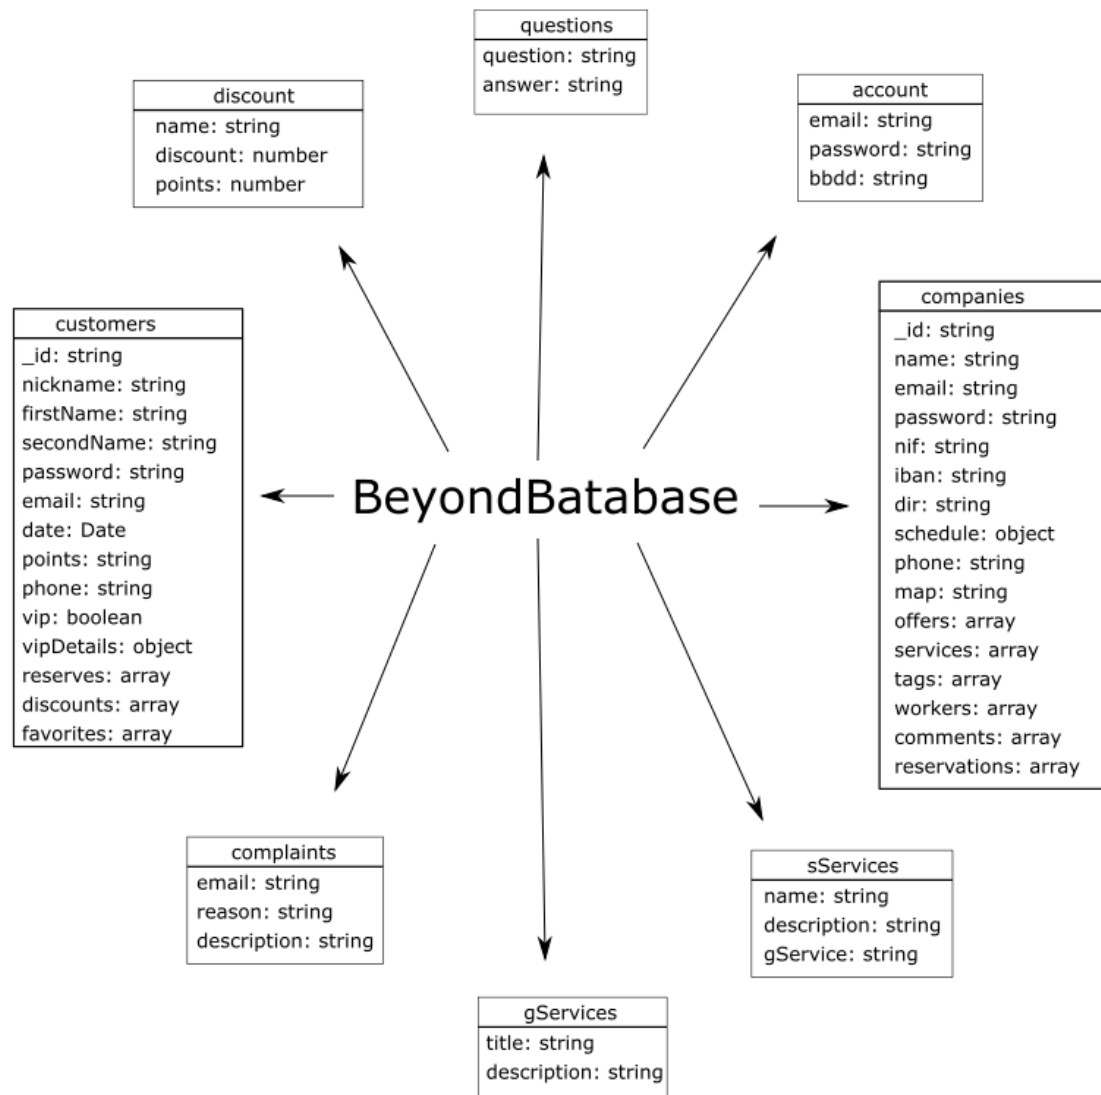 questions
question: string
answer: string
discount
name: string
discount: number
points: number
account
email: string
password: string
bbdd: string
customers
_id: string
nickname: string
firstName: string
secondName: string
password: string
email: string
date: Date
points: string
phone: string
vip: boolean
vipDetails: object
reserves: array
discounts: array
favorites: array
BeyondBatabase
companies
_id: string
name: string
email: string
password: string
nif: string
iban: string
dir: string
schedule: object
phone: string
map: string
offers: array
services: array
tags: array
workers: array
comments: array
reservations: array
complaints
email: string
reason: string
description: string
sServices
name: string
description: string
gService: string
gServices
title: string
description: string